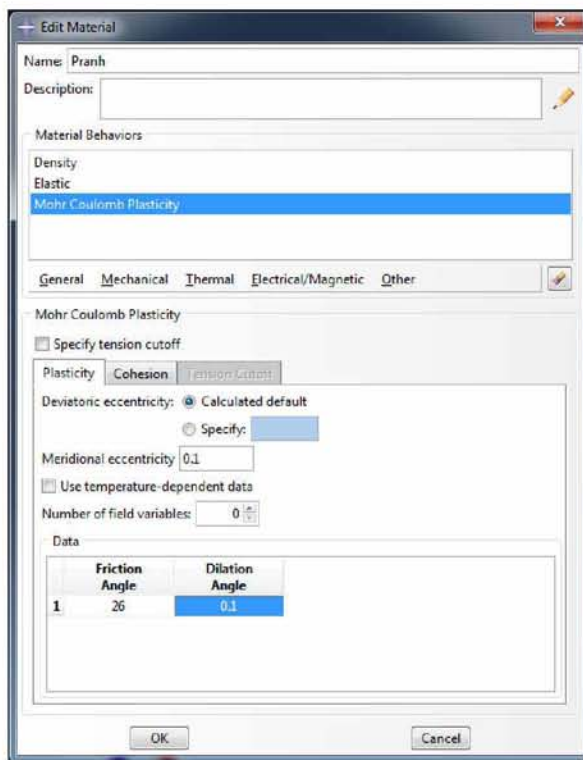 Edit Material
Name: Pranh
Description:
Material Behaviors
Density
Elastic
Mohr Coulomb Plasticity
General Mechanical Thermal Electrical/Magnetic Other
Mohr Coulomb Plasticity
Specify tension cutoff
Plasticity Cohesion Tension Cutoff
Deviatoric eccentricity: Calculated default
Specify:
Meridional eccentricity 0.1
Use temperature-dependent data
Number of field variables: 0
Data
Friction Dilation
Angle Angle
1 26 0.1
OK Cancel